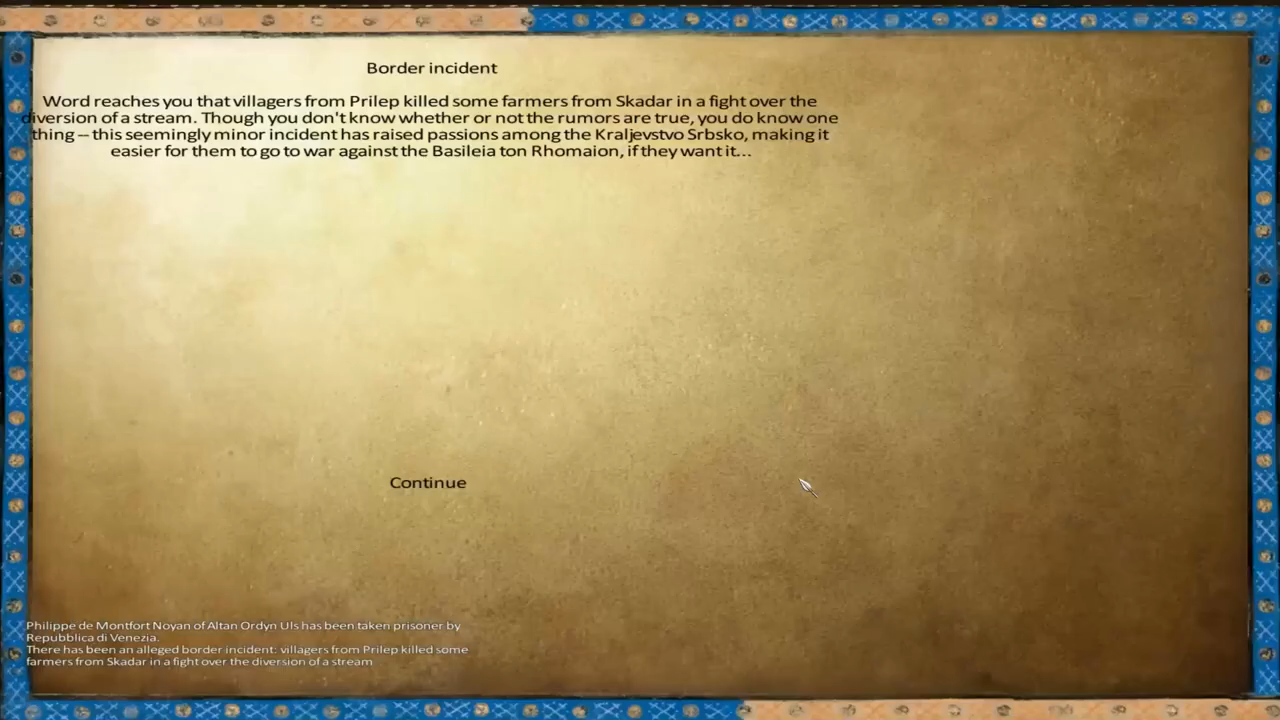 Border incident
Word reaches you that villagers from Prilep killed some farmers from Skadar in a fight over the
diversion of a stream. Though you don't know whether or not the rumors are true, you do know one
thing -- this seemingly minor incident has raised passions among the Kraljevstvo Srbsko, making it
easier for them to go to war against the Basileia ton Rhomaion, if they want it...
Continue
Philippe de Montfort Noyan of Altan Ordyn Uls has been taken prisoner by
Repubblica di Venezia.
There has been an alleged border incident: villagers from Prilep killed some
farmers from Skadar in a fight over the diversion of a stream